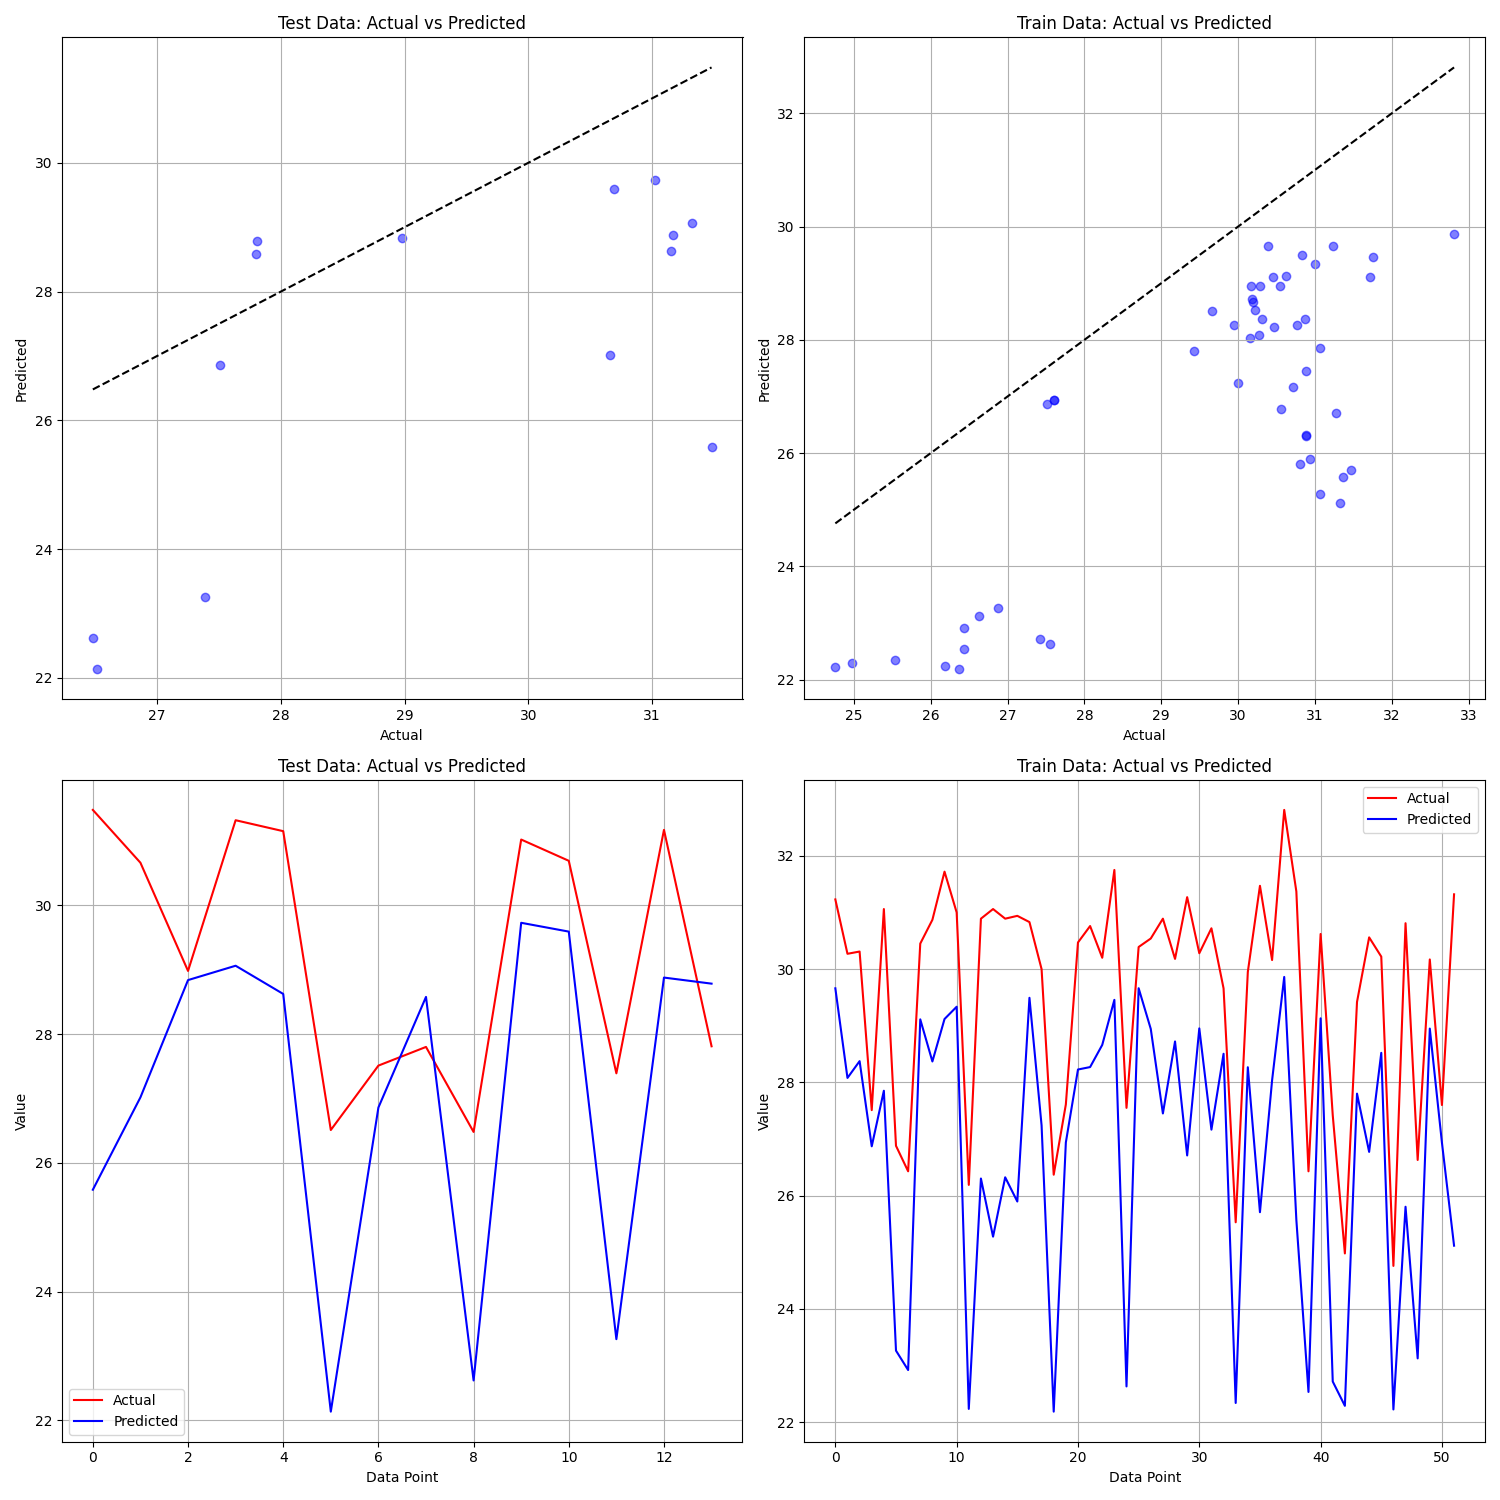 Test Data: Actual vs Predicted
Predicted
30
28
26
24
22
27 28 29 30 31
Actual
Train Data: Actual vs Predicted
Predicted
32
30
28
26
24
22
25 26 27 28 29 30 31 32 33
Actual
Test Data: Actual vs Predicted
Value
30
28
26
24
22
Actual
Predicted
0 2 4 6 8 10 12
Data Point
Train Data: Actual vs Predicted
Actual
Predicted
Value
32
30
28
26
24
22
0 10 20 30 40 50
Data Point